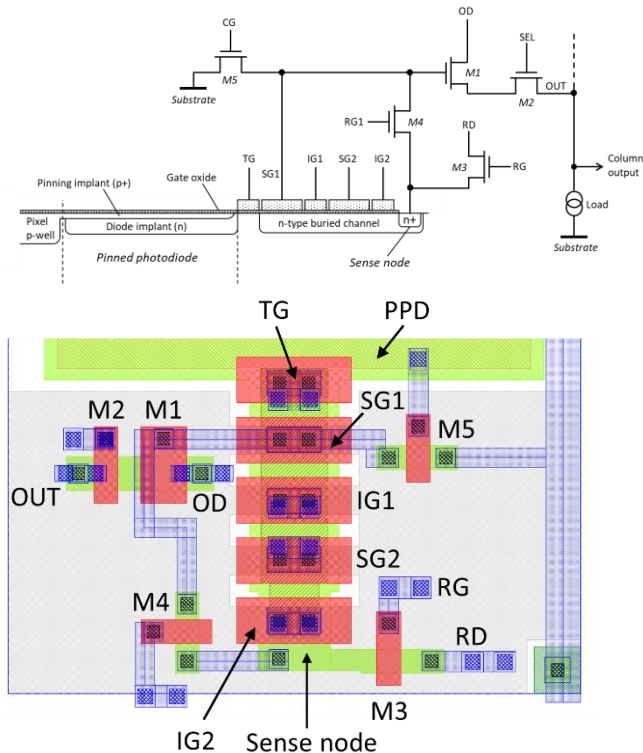 CG
OD
SEL
M5
M1
OUT
M2
Substrate
RG1
M4
RD
M3
RG
Column
output
TG
SG1
IG1
SG2
IG2
Gate oxide
Pinning implant (p+)
Load
Pixel
p-well
Diode implant (n)
n-type buried channel
n+
Substrate
Pinned photodiode
Sense node
TG
PPD
M2
M1
SG1
M5
OUT
OD
IG1
SG2
M4
RG
RD
M3
IG2
Sense node